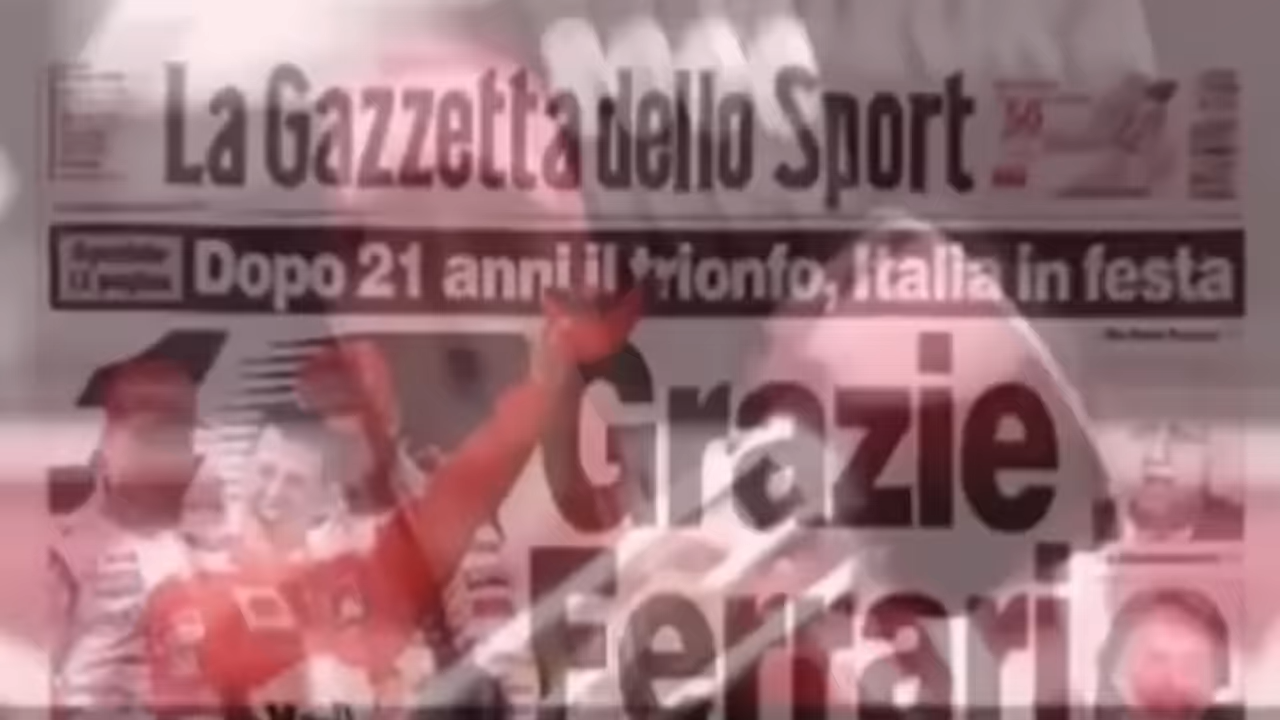 La Gazzetta dello Sport
Dopo 21 anni il trionfo, Italia in festa
Grazie
Ferrari